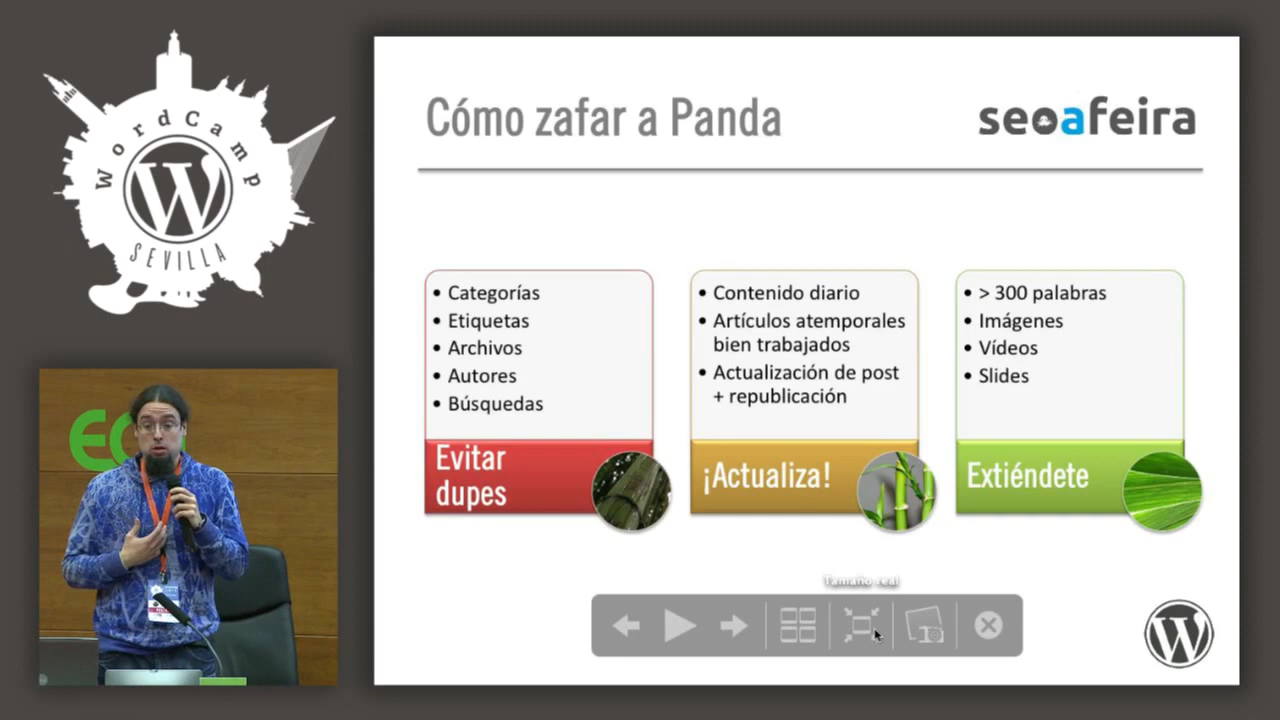 WordCamp
SEVILLA
Cómo zafar a Panda
seoafeira
• Categorías
• Etiquetas
• Archivos
• Autores
• Búsquedas
Evitar
dupes
• Contenido diario
• Artículos atemporales
bien trabajados
• Actualización de post
+ republicación
¡Actualiza!
• > 300 palabras
• Imágenes
• Vídeos
• Slides
Extiéndete
Tamaño real